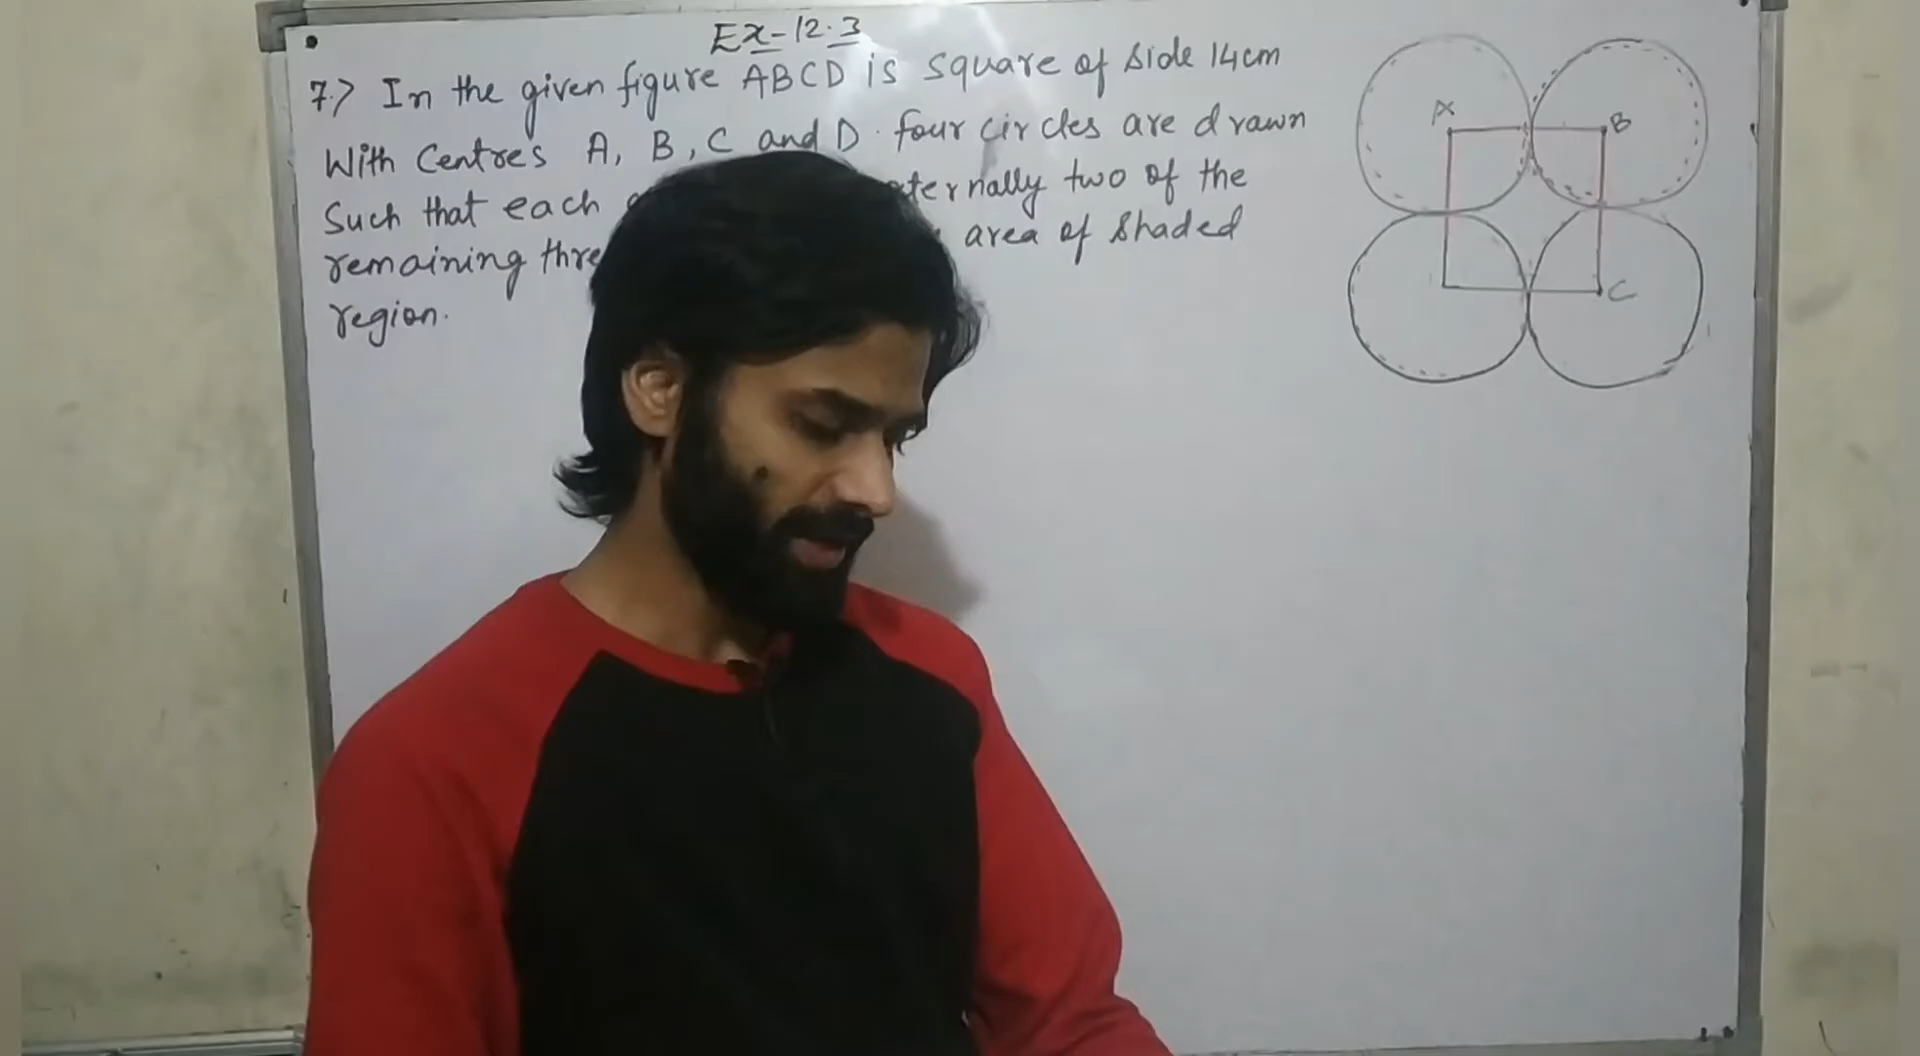 Ex-12.3
7.) In the given figure ABCD is square of side 14cm
With Centres A, B, C and D. four circles are drawn
Such that each ternally two of the
remaining thre area of shaded
region.
A
B
C